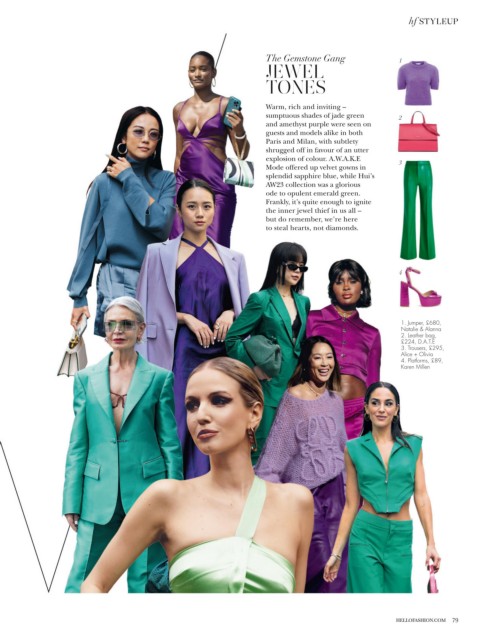 hf STYLEUP
The Gemstone Gang
JEWEL
TONES
Warm, rich and inviting –
sumptuous shades of jade green
and amethyst purple were seen on
guests and models alike in both
Paris and Milan, with subtlety
shrugged off in favour of an utter
explosion of colour. A.W.A.K.E
Mode offered up velvet gowns in
splendid sapphire blue, while Hui's
AW23 collection was a glorious
ode to opulent emerald green.
Frankly, it's quite enough to ignite
the inner jewel thief in us all –
but do remember, we're here
to steal hearts, not diamonds.
1
2
3
4
1. Jumper, £680,
Natalie & Alanna
2. Leather bag,
£224, D.A.T.E
3. Trousers, £295,
Alice + Olivia
4. Platforms, £89,
Karen Millen
HELLOFASHION.COM 79